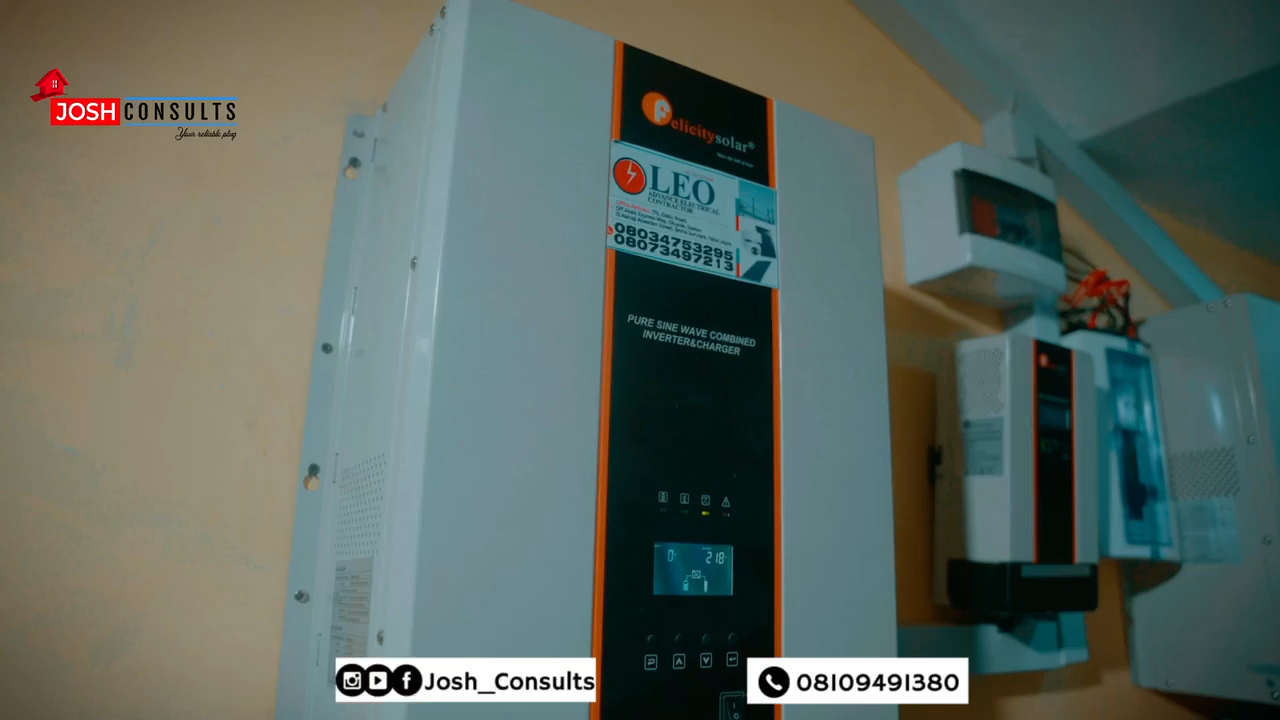 JOSH CONSULTS
Your reliable plug
Felicitysolar®
LEO
ADVANCE ELECTRICAL
CONTRACTOR
08034753295
08073497213
PURE SINE WAVE COMBINED
INVERTER&CHARGER
0 218
Josh_Consults
08109491380